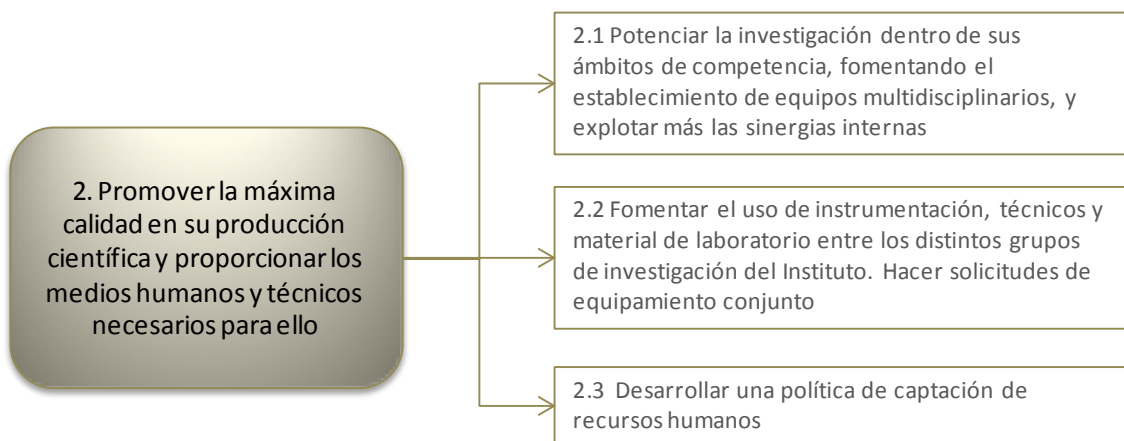 2. Promover la máxima
calidad en su producción
científica y proporcionar los
medios humanos y técnicos
necesarios para ello
2.1 Potenciar la investigación dentro de sus
ámbitos de competencia, fomentando el
establecimiento de equipos multidisciplinarios, y
explotar más las sinergias internas
2.2 Fomentar el uso de instrumentación, técnicos y
material de laboratorio entre los distintos grupos
de investigación del Instituto. Hacer solicitudes de
equipamiento conjunto
2.3 Desarrollar una política de captación de
recursos humanos